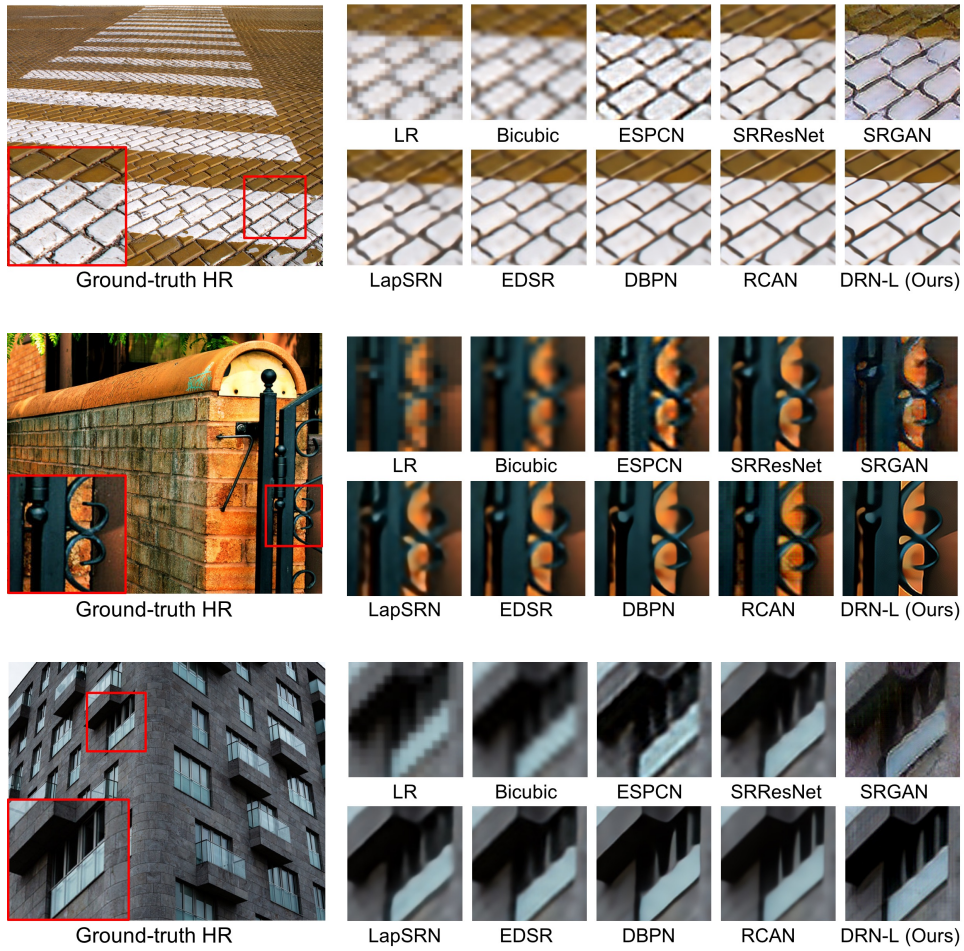 LR Bicubic ESPCN SRResNet SRGAN
LapSRN EDSR DBPN RCAN DRN-L (Ours)
Ground-truth HR
LR Bicubic ESPCN SRResNet SRGAN
LapSRN EDSR DBPN RCAN DRN-L (Ours)
Ground-truth HR
LR Bicubic ESPCN SRResNet SRGAN
LapSRN EDSR DBPN RCAN DRN-L (Ours)
Ground-truth HR